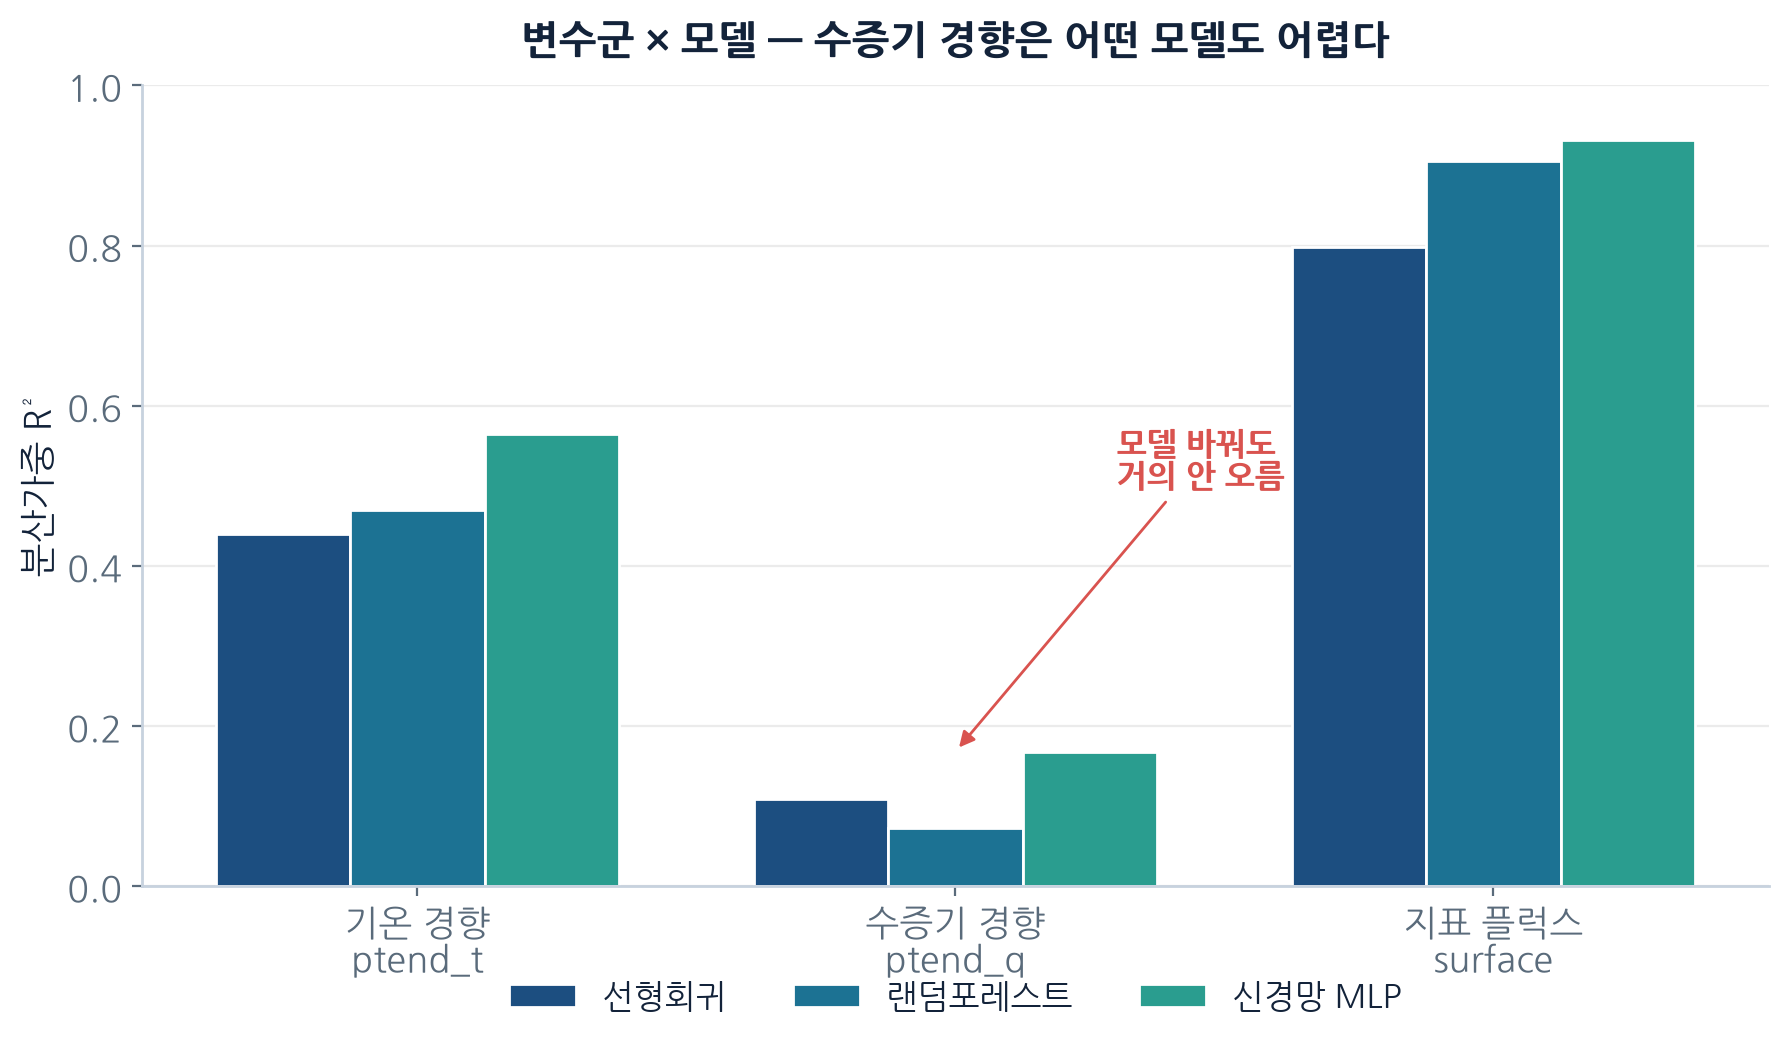 변수군 × 모델 — 수증기 경향은 어떤 모델도 어렵다
분산가중 R²
1.0
0.8
0.6
0.4
0.2
0.0
모델 바꿔도
거의 안 오름
기온 경향
ptend_t
수증기 경향
ptend_q
지표 플럭스
surface
선형회귀
랜덤포레스트
신경망 MLP